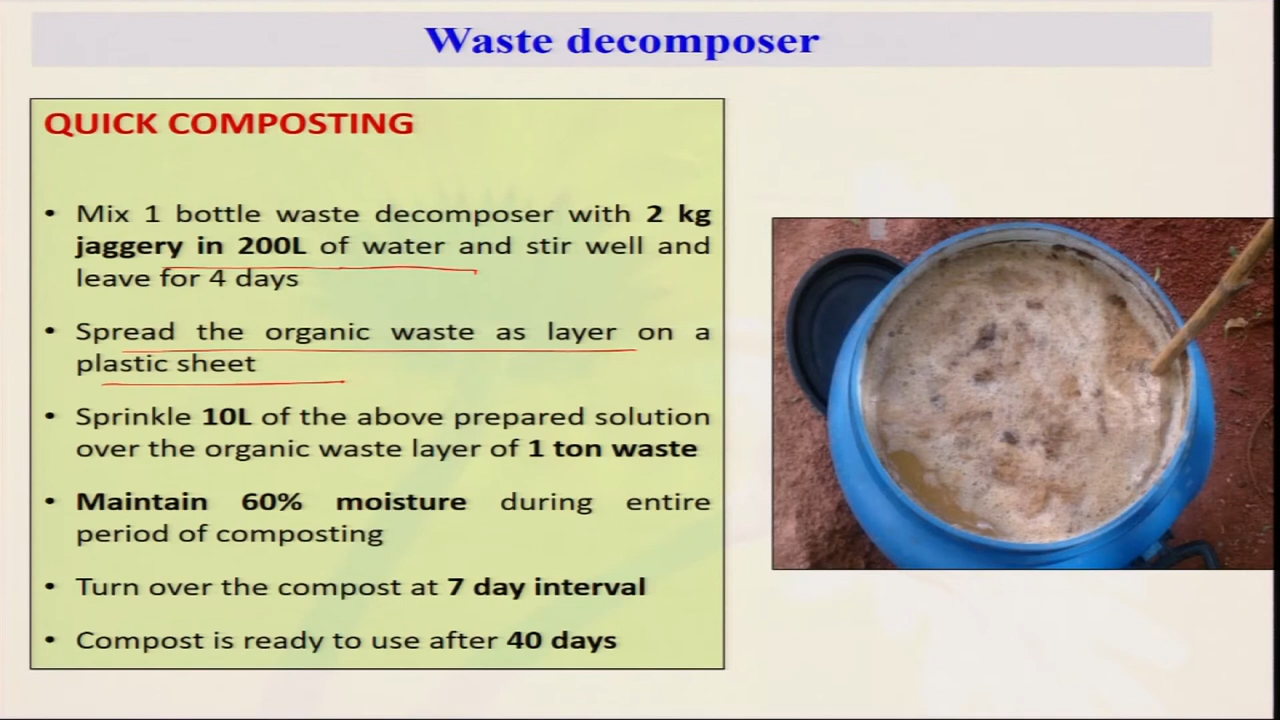 Waste decomposer
QUICK COMPOSTING
• Mix 1 bottle waste decomposer with 2 kg
jaggery in 200L of water and stir well and
leave for 4 days
• Spread the organic waste as layer on a
plastic sheet
• Sprinkle 10L of the above prepared solution
over the organic waste layer of 1 ton waste
• Maintain 60% moisture during entire
period of composting
• Turn over the compost at 7 day interval
• Compost is ready to use after 40 days